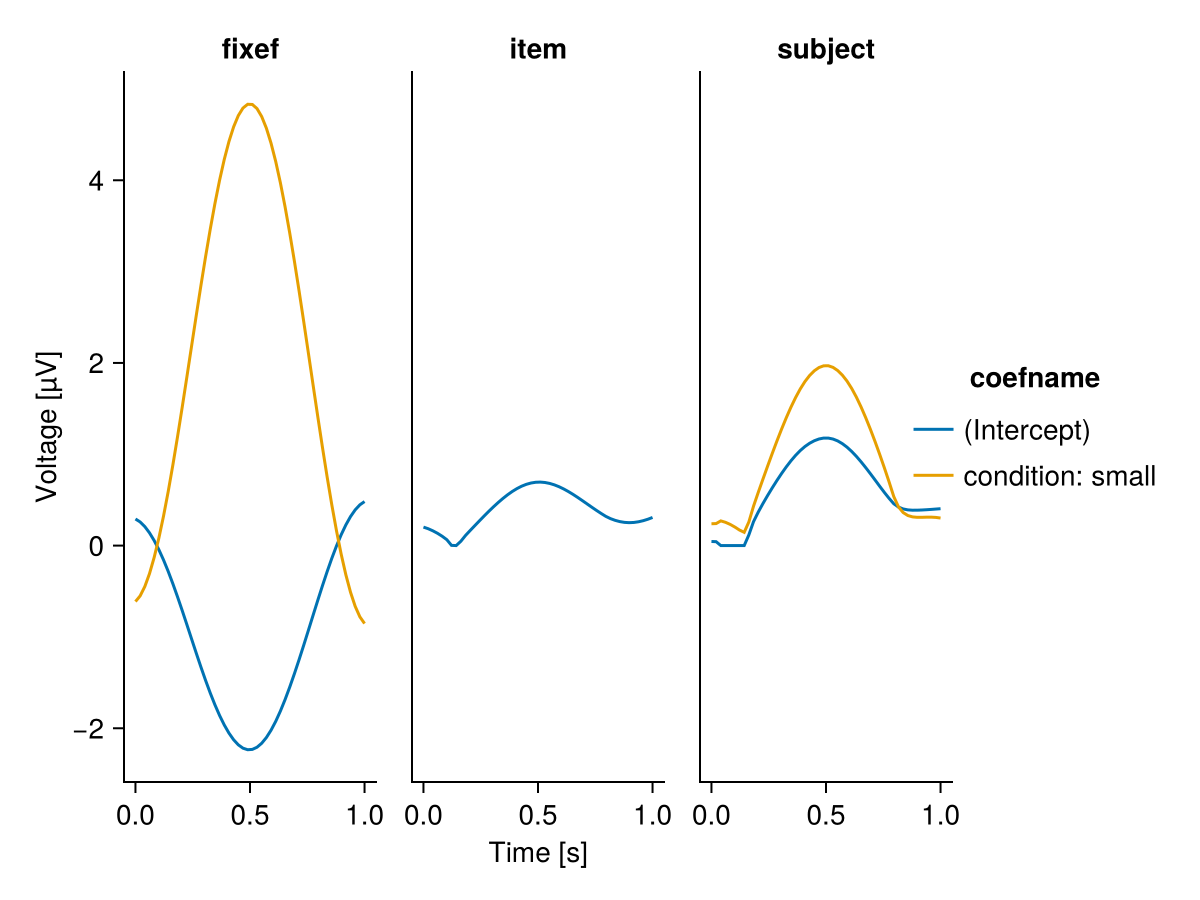 fixef item subject
Voltage [µV]
4
2
0
−2
0.0 0.5 1.0 0.0 0.5 1.0 0.0 0.5 1.0
Time [s]
coefname
(Intercept)
condition: small